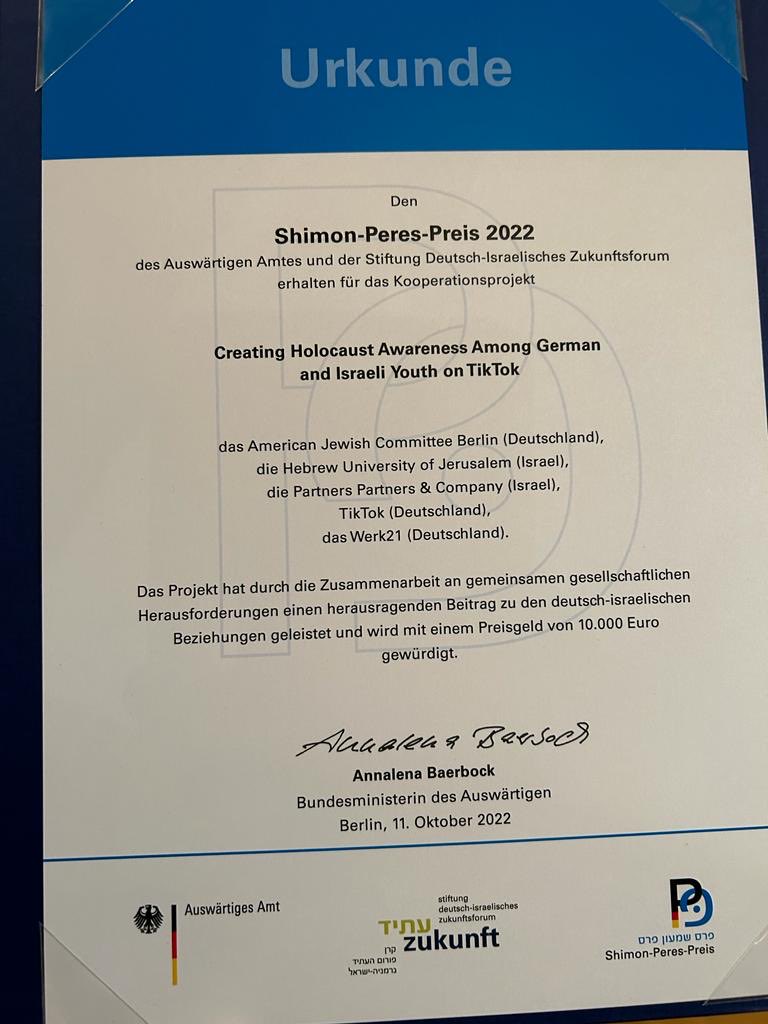 Urkunde
Den
Shimon-Peres-Preis 2022
des Auswärtigen Amtes und der Stiftung Deutsch-Israelisches Zukunftsforum
erhalten für das Kooperationsprojekt
Creating Holocaust Awareness Among German
and Israeli Youth on TikTok
das American Jewish Committee Berlin (Deutschland),
die Hebrew University of Jerusalem (Israel),
die Partners Partners & Company (Israel),
TikTok (Deutschland),
das Werk21 (Deutschland).
Das Projekt hat durch die Zusammenarbeit an gemeinsamen gesellschaftlichen
Herausforderungen einen herausragenden Beitrag zu den deutsch-israelischen
Beziehungen geleistet und wird mit einem Preisgeld von 10.000 Euro
gewürdigt.
Annalena Baerbock
Annalena Baerbock
Bundesministerin des Auswärtigen
Berlin, 11. Oktober 2022
Auswärtiges Amt
stiftung
deutsch-israelisches
zukunftsforum
עתיד
zukunft
קרן
פורום העתיד
גרמניה-ישראל
פרס שמעון פרס
Shimon-Peres-Preis